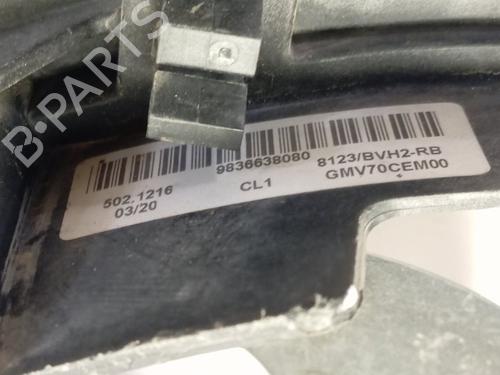 9836638080
8123/BVH2-RB
502.1216
CL1
GMV70CEM00
03/20
B-PARTS